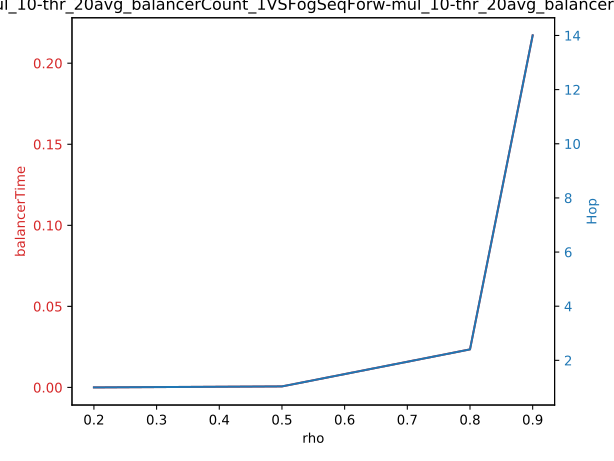 ul_10-thr_20avg_balancerCount_1VSFogSeqForw-mul_10-thr_20avg_balancer
0.20
0.15
0.10
0.05
0.00
balancerTime
14
12
10
8
6
4
2
Hop
0.2 0.3 0.4 0.5 0.6 0.7 0.8 0.9
rho